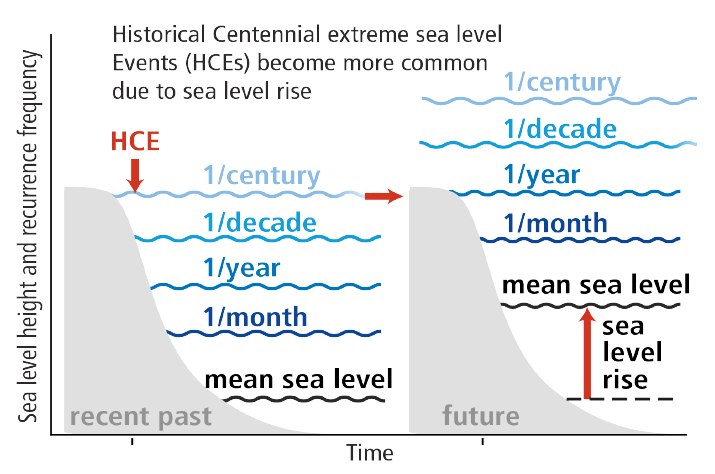 Historical Centennial extreme sea level
Events (HCEs) become more common
due to sea level rise
Sea level height and recurrence frequency
HCE
1/century
1/decade
1/year
1/month
mean sea level
recent past
1/century
1/decade
1/year
1/month
mean sea level
sea
level
rise
future
Time